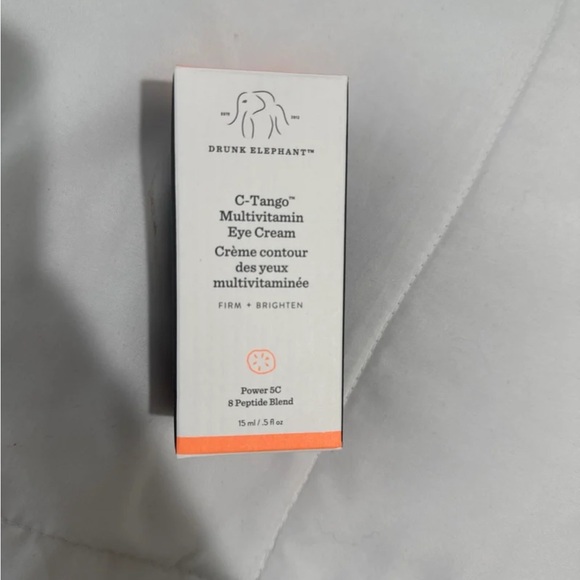 DRUNK ELEPHANT™
C-Tango™
Multivitamin
Eye Cream
Crème contour
des yeux
multivitaminée
FIRM + BRIGHTEN
Power 5C
8 Peptide Blend
15 ml / .5 fl oz